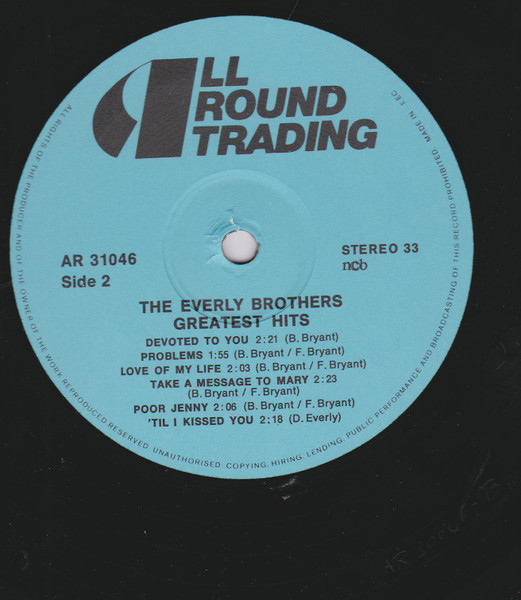 ALL
ROUND
TRADING
AR 31046
Side 2
STEREO 33
ncb
THE EVERLY BROTHERS
GREATEST HITS
DEVOTED TO YOU 2:21 (B. Bryant)
PROBLEMS 1:55 (B. Bryant / F. Bryant)
LOVE OF MY LIFE 2:03 (B. Bryant / F. Bryant)
TAKE A MESSAGE TO MARY 2:23
(B. Bryant / F. Bryant)
POOR JENNY 2:06 (B. Bryant / F. Bryant)
'TIL I KISSED YOU 2:18 (D. Everly)
ALL RIGHTS OF THE PRODUCER AND OF THE OWNER OF THE WORK REPRODUCED RESERVED. UNAUTHORISED COPYING, HIRING, LENDING, PUBLIC PERFORMANCE AND BROADCASTING OF THIS RECORD PROHIBITED. MADE IN EEC